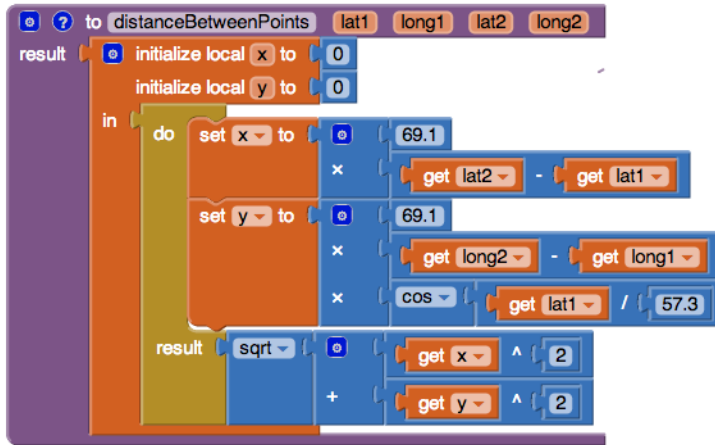 ? to distanceBetweenPoints lat1 long1 lat2 long2
result initialize local x to 0
initialize local y to 0
in do set x to 69.1
× get lat2 - get lat1
set y to 69.1
× get long2 - get long1
× cos get lat1 / 57.3
result sqrt get x ^ 2
+ get y ^ 2